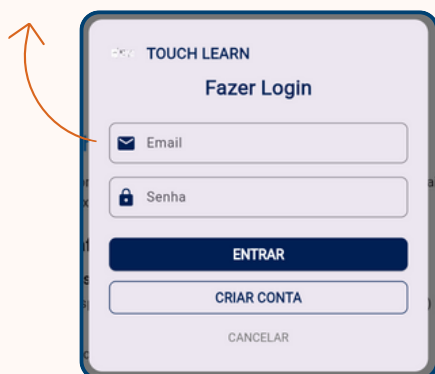 TOUCH LEARN
Fazer Login
Email
Senha
ENTRAR
CRIAR CONTA
CANCELAR